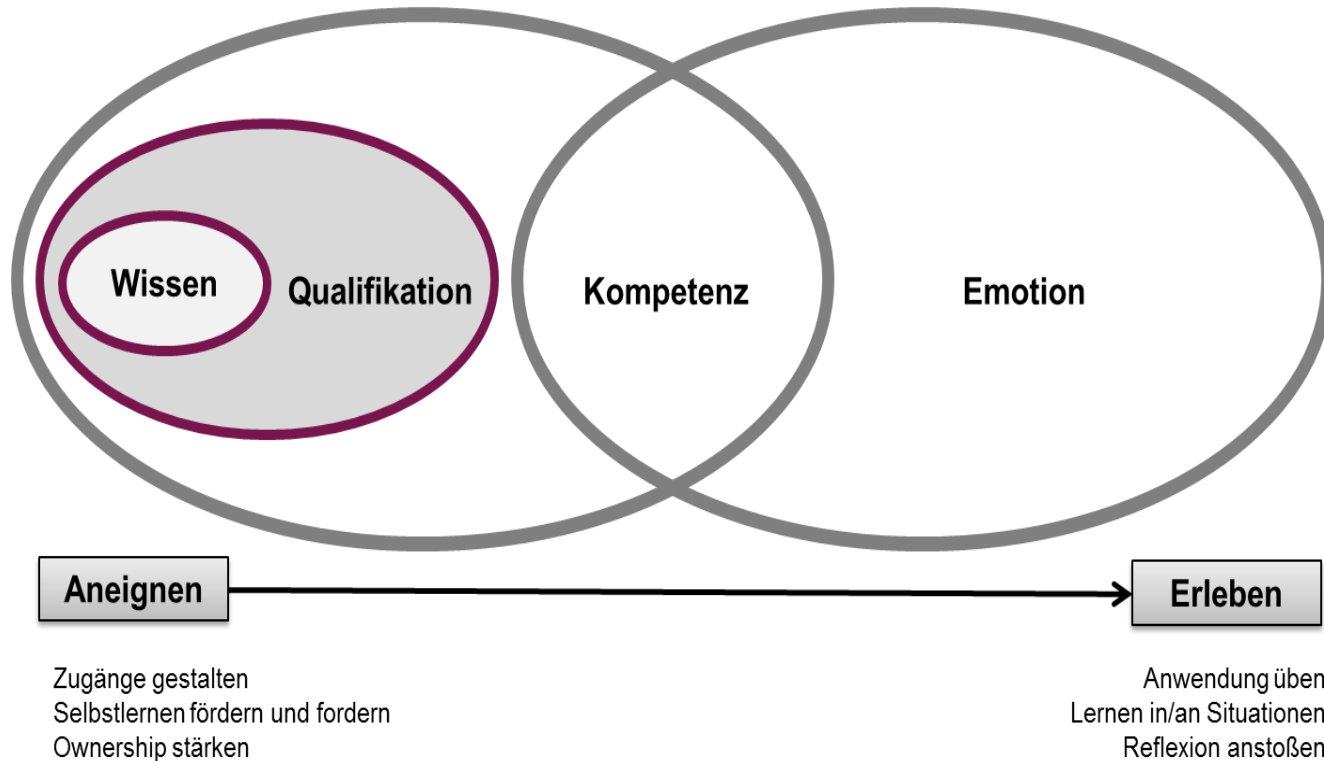 Wissen
Qualifikation
Kompetenz
Emotion
Aneignen
Erleben
Zugänge gestalten
Selbstlernen fördern und fordern
Ownership stärken
Anwendung üben
Lernen in/an Situationen
Reflexion anstoßen